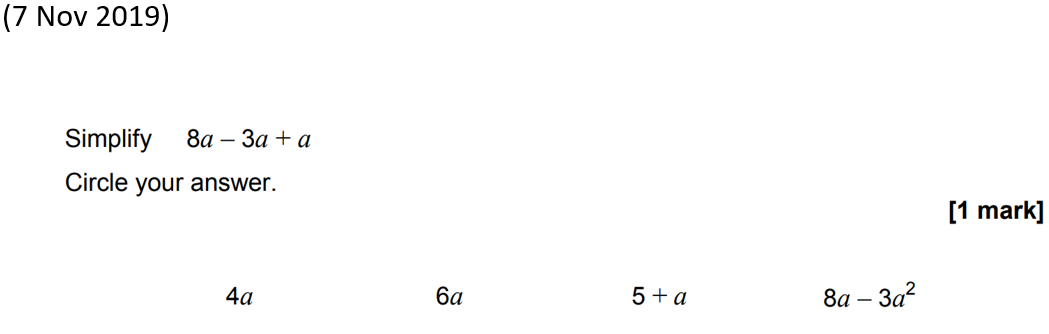 (7 Nov 2019)
Simplify 8a – 3a + a
Circle your answer.
[1 mark]
4a 6a 5 + a 8a – 3a²